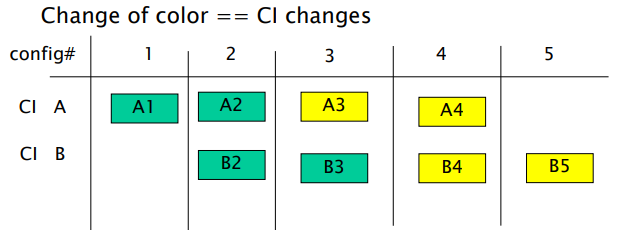 Change of color == CI changes
config# 1 2 3 4 5
CI A A1 A2 A3 A4
CI B B2 B3 B4 B5